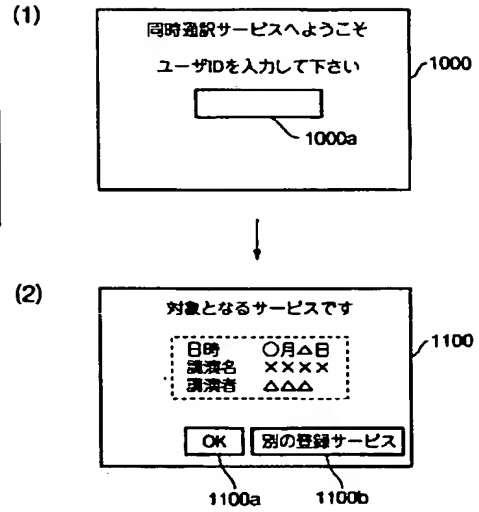 (1)
同時通訳サービスへようこそ
ユーザIDを入力して下さい
1000
1000a
(2)
対象となるサービスです
日時 〇月△日
講演名 ××××
講演者 △△△
1100
OK 別の登録サービス
1100a 1100b